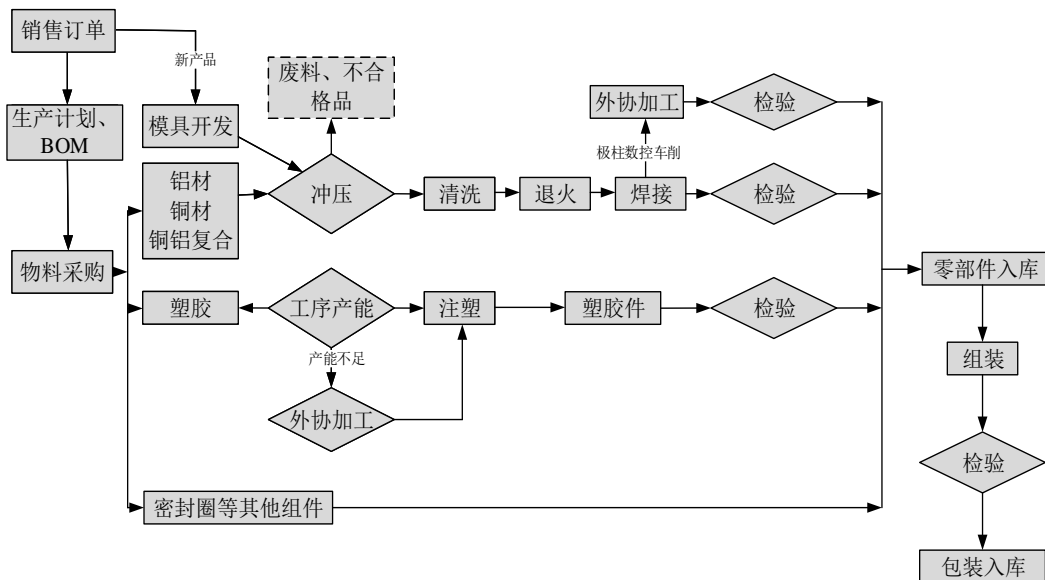 销售订单
新产品
废料、不合
格品
外协加工
检验
生产计划、
BOM
模具开发
极柱数控车削
铝材
铜材
铜铝复合
冲压
清洗
退火
焊接
检验
物料采购
零部件入库
塑胶
工序产能
注塑
塑胶件
检验
产能不足
组装
外协加工
检验
密封圈等其他组件
包装入库